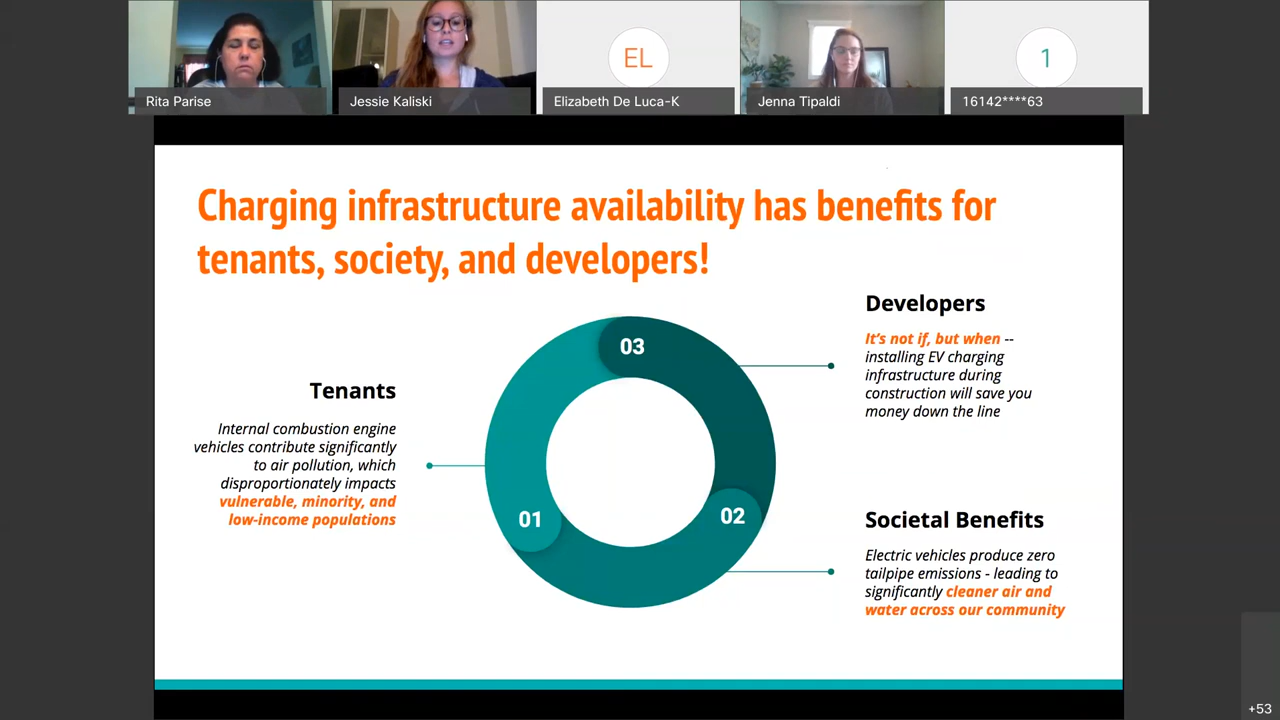 EL
1
Rita Parise
Jessie Kaliski
Elizabeth De Luca-K
Jenna Tipaldi
16142****63
Charging infrastructure availability has benefits for
tenants, society, and developers!
Tenants
Internal combustion engine
vehicles contribute significantly
to air pollution, which
disproportionately impacts
vulnerable, minority, and
low-income populations
01
02
03
Developers
It's not if, but when --
installing EV charging
infrastructure during
construction will save you
money down the line
Societal Benefits
Electric vehicles produce zero
tailpipe emissions - leading to
significantly cleaner air and
water across our community
+53